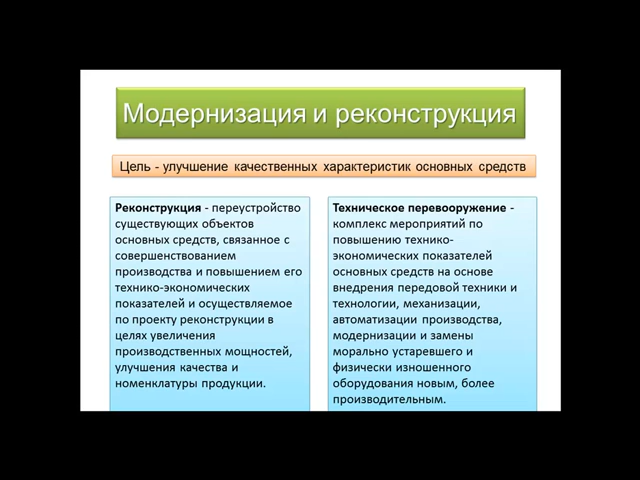 Модернизация и реконструкция
Цель - улучшение качественных характеристик основных средств
Реконструкция - переустройство
существующих объектов
основных средств, связанное с
совершенствованием
производства и повышением его
технико-экономических
показателей и осуществляемое
по проекту реконструкции в
целях увеличения
производственных мощностей,
улучшения качества и
номенклатуры продукции.
Техническое перевооружение -
комплекс мероприятий по
повышению технико-
экономических показателей
основных средств на основе
внедрения передовой техники и
технологии, механизации,
автоматизации производства,
модернизации и замены
морально устаревшего и
физически изношенного
оборудования новым, более
производительным.